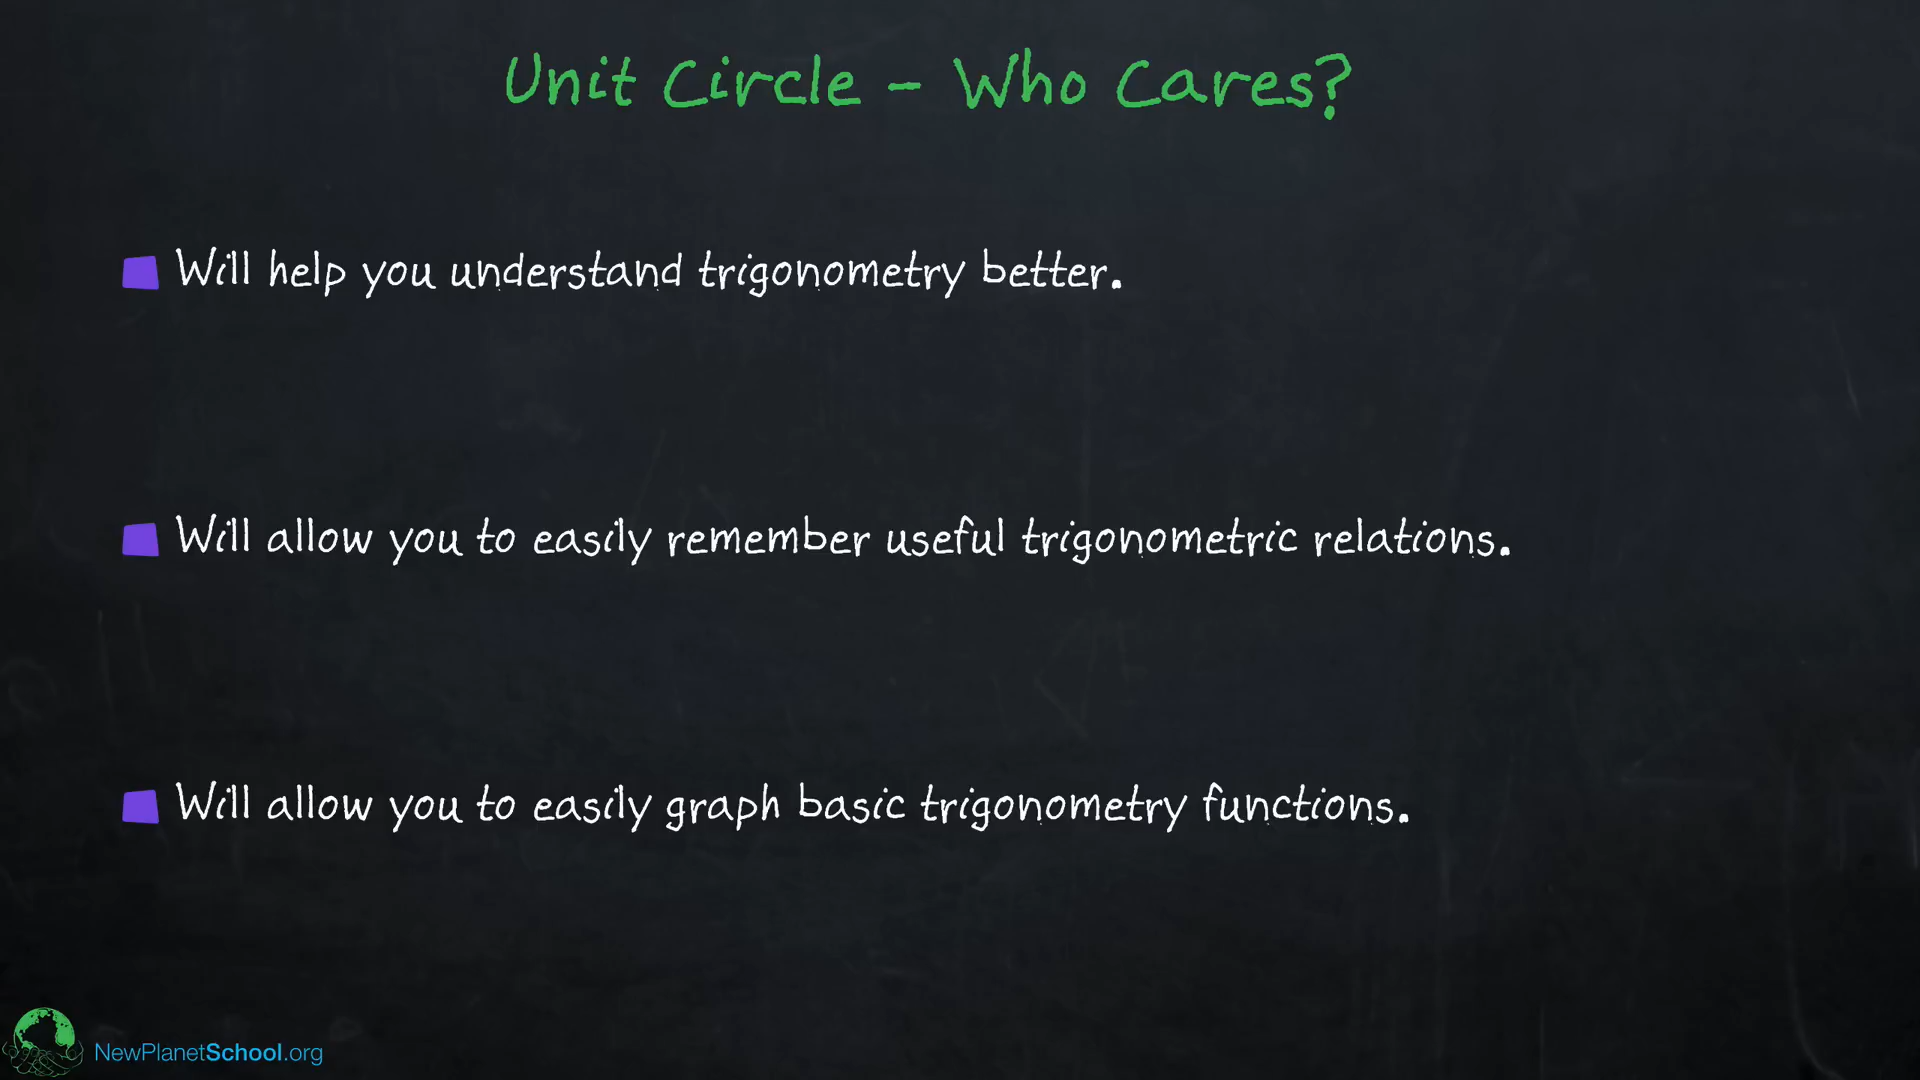 Unit Circle - Who Cares?
Will help you understand trigonometry better.
Will allow you to easily remember useful trigonometric relations.
Will allow you to easily graph basic trigonometry functions.
NewPlanetSchool.org